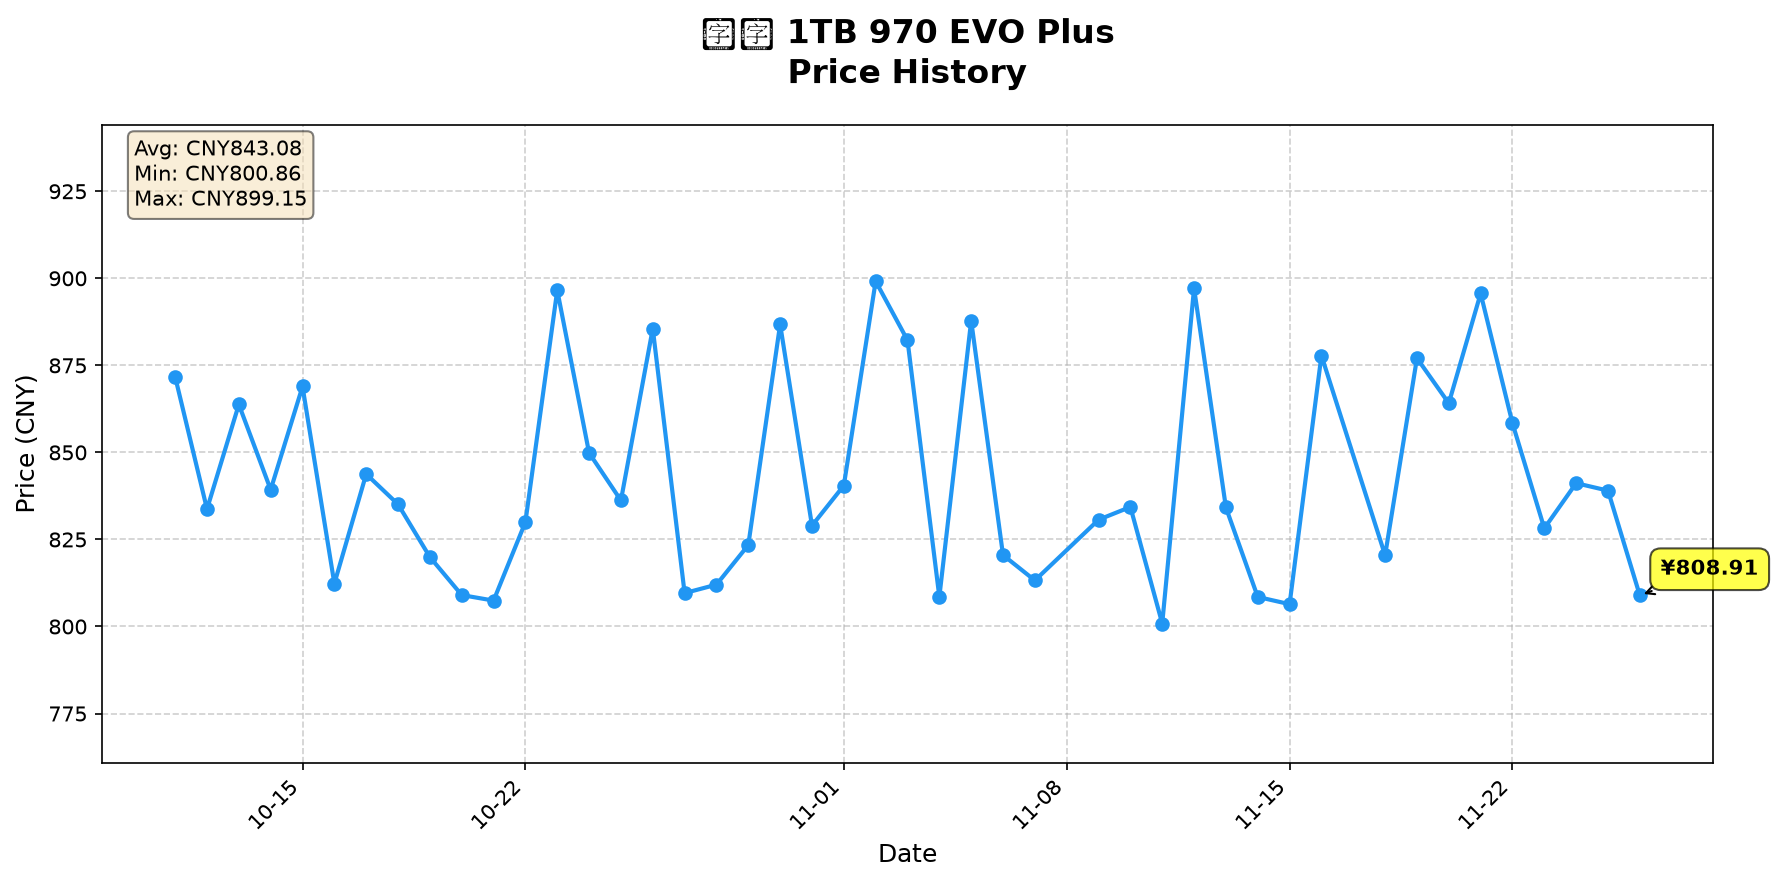 1TB 970 EVO Plus
Price History
Avg: CNY843.08
Min: CNY800.86
Max: CNY899.15
Price (CNY)
925
900
875
850
825
800
775
¥808.91
10-15
10-22
11-01
11-08
11-15
11-22
Date